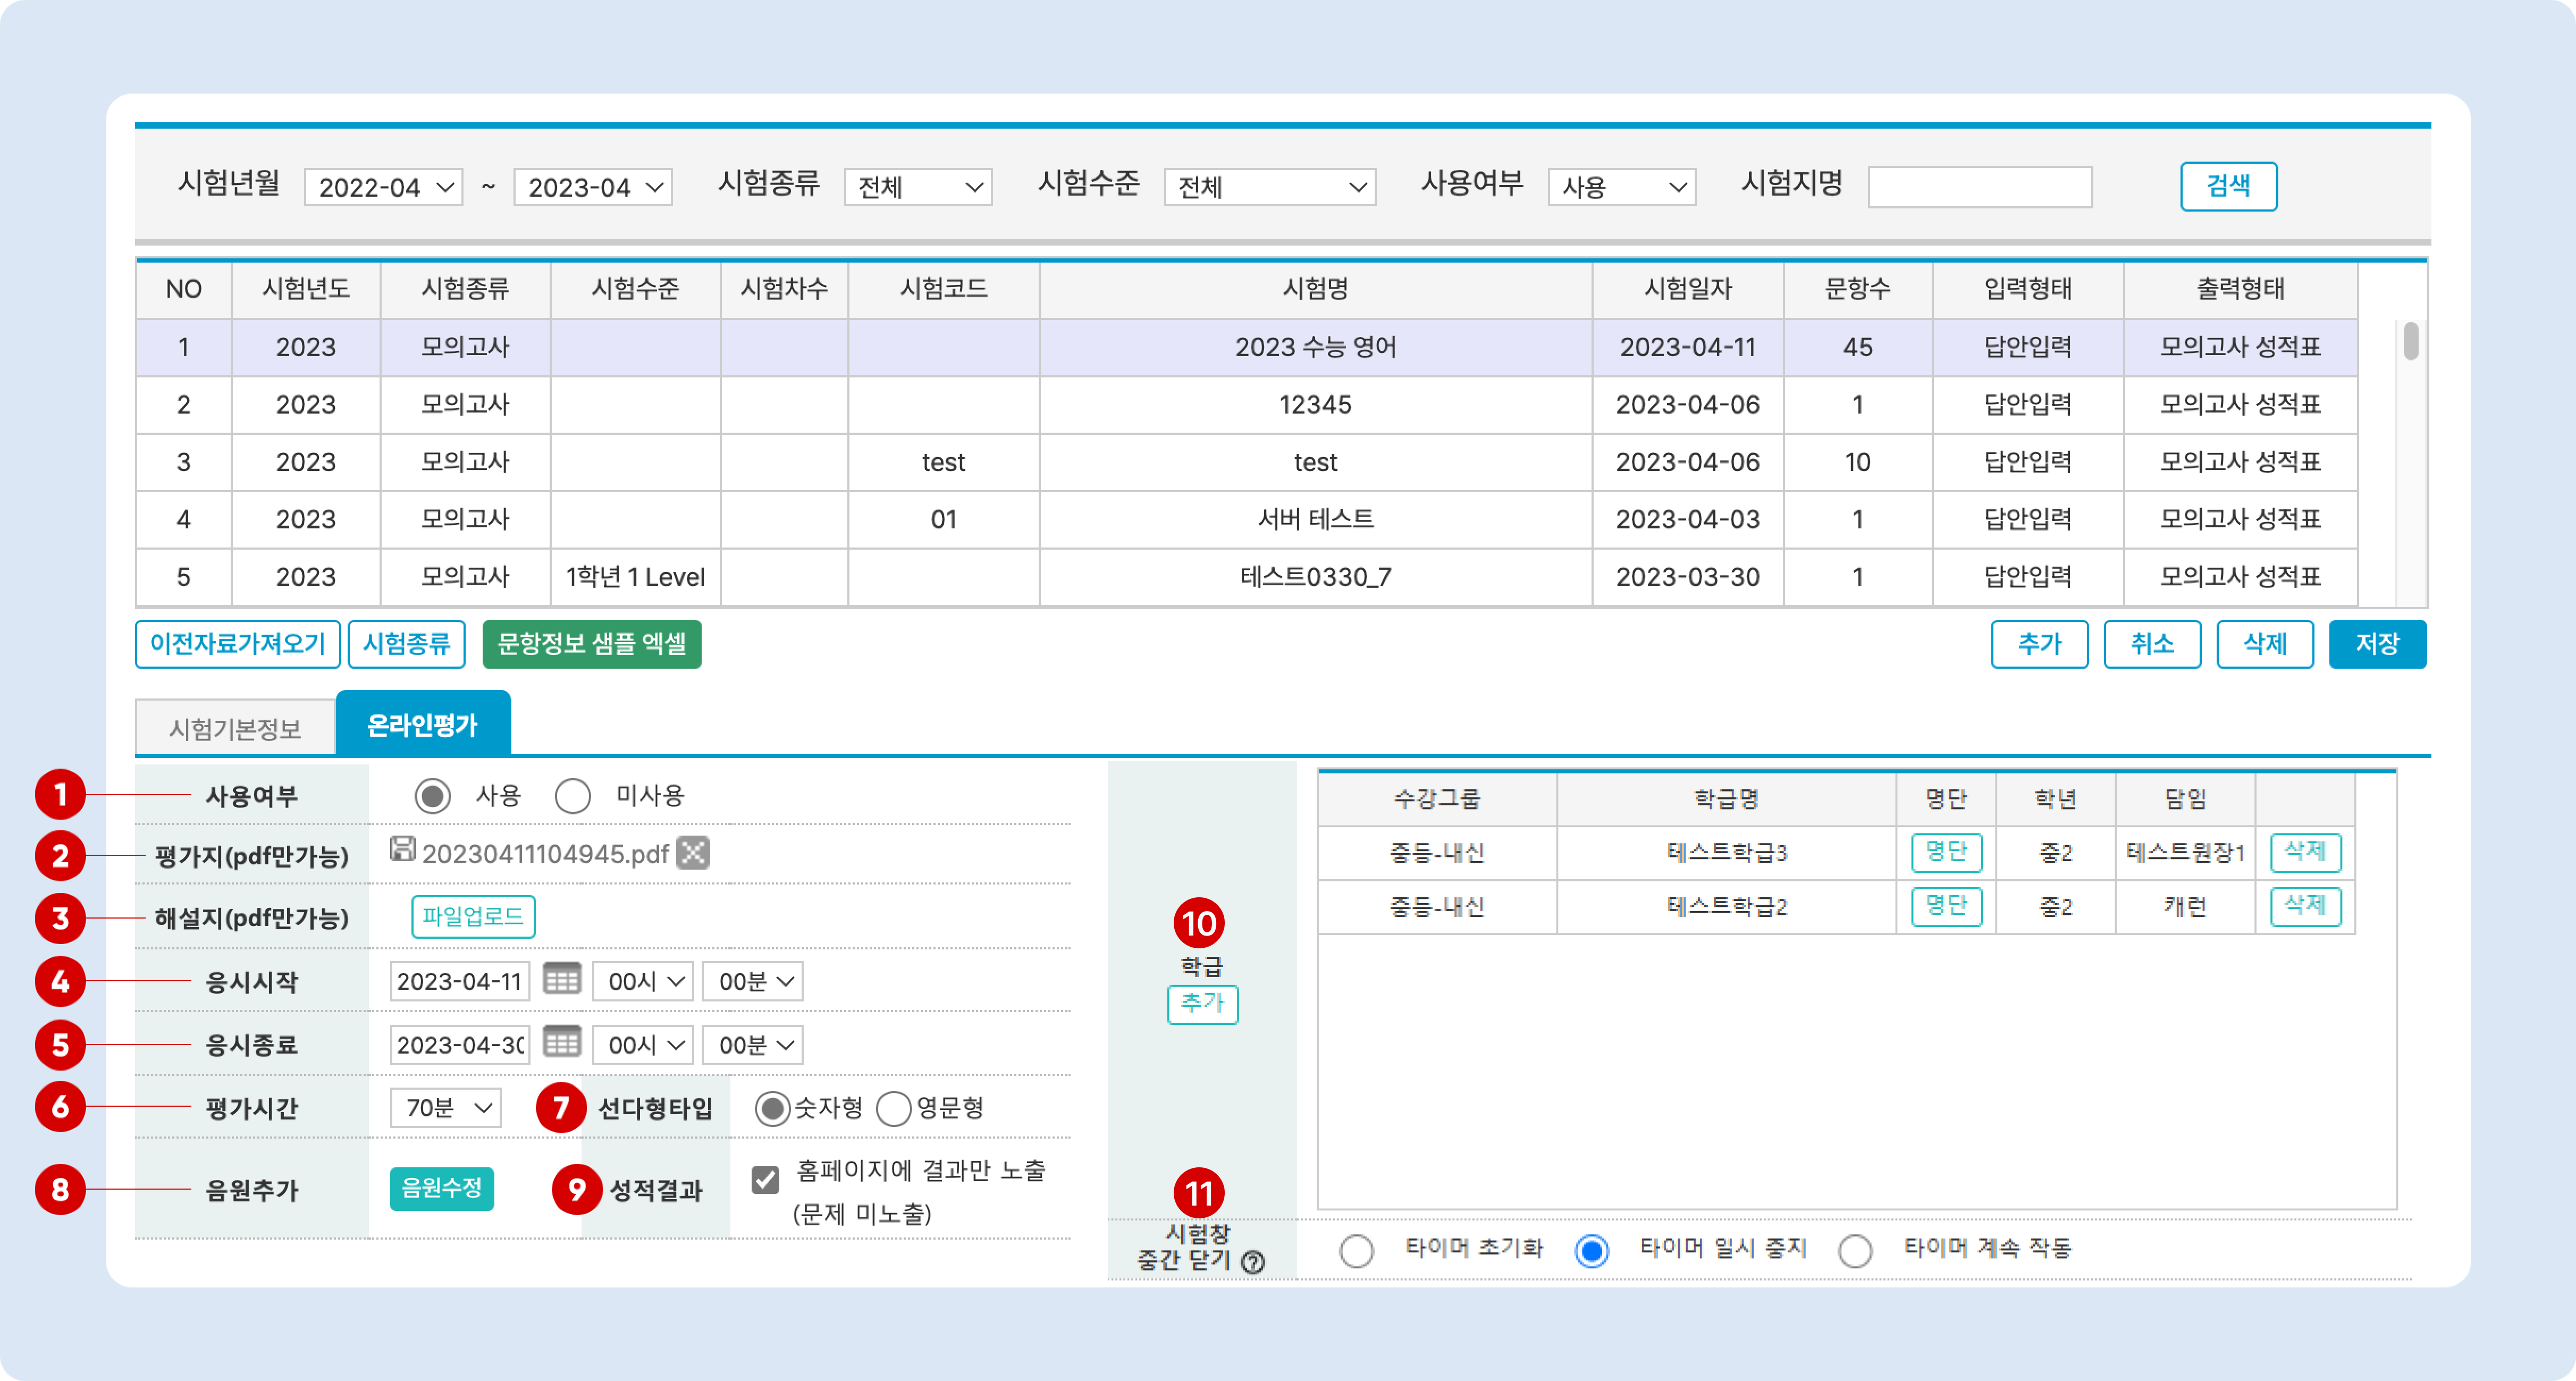 시험년월 2022-04 ~ 2023-04 시험종류 전체 시험수준 전체 사용여부 사용 시험지명 검색
NO 시험년도 시험종류 시험수준 시험차수 시험코드 시험명 시험일자 문항수 입력형태 출력형태
1 2023 모의고사 2023 수능 영어 2023-04-11 45 답안입력 모의고사 성적표
2 2023 모의고사 12345 2023-04-06 1 답안입력 모의고사 성적표
3 2023 모의고사 test test 2023-04-06 10 답안입력 모의고사 성적표
4 2023 모의고사 01 서버 테스트 2023-04-03 1 답안입력 모의고사 성적표
5 2023 모의고사 1학년 1 Level 테스트0330_7 2023-03-30 1 답안입력 모의고사 성적표
이전자료가져오기 시험종류 문항정보 샘플 엑셀 추가 취소 삭제 저장
시험기본정보 온라인평가
1 사용여부 사용 미사용
2 평가지(pdf만가능) 20230411104945.pdf
3 해설지(pdf만가능) 파일업로드
4 응시시작 2023-04-11 00시 00분
5 응시종료 2023-04-30 00시 00분
6 평가시간 70분 7 선다형타입 숫자형 영문형
8 음원추가 음원수정 9 성적결과 홈페이지에 결과만 노출
(문제 미노출)
10
학급
추가
수강그룹 학급명 명단 학년 담임
중등-내신 테스트학급3 명단 중2 테스트원장1 삭제
중등-내신 테스트학급2 명단 중2 캐런 삭제
11
시험창
중간 닫기 ? 타이머 초기화 타이머 일시 중지 타이머 계속 작동